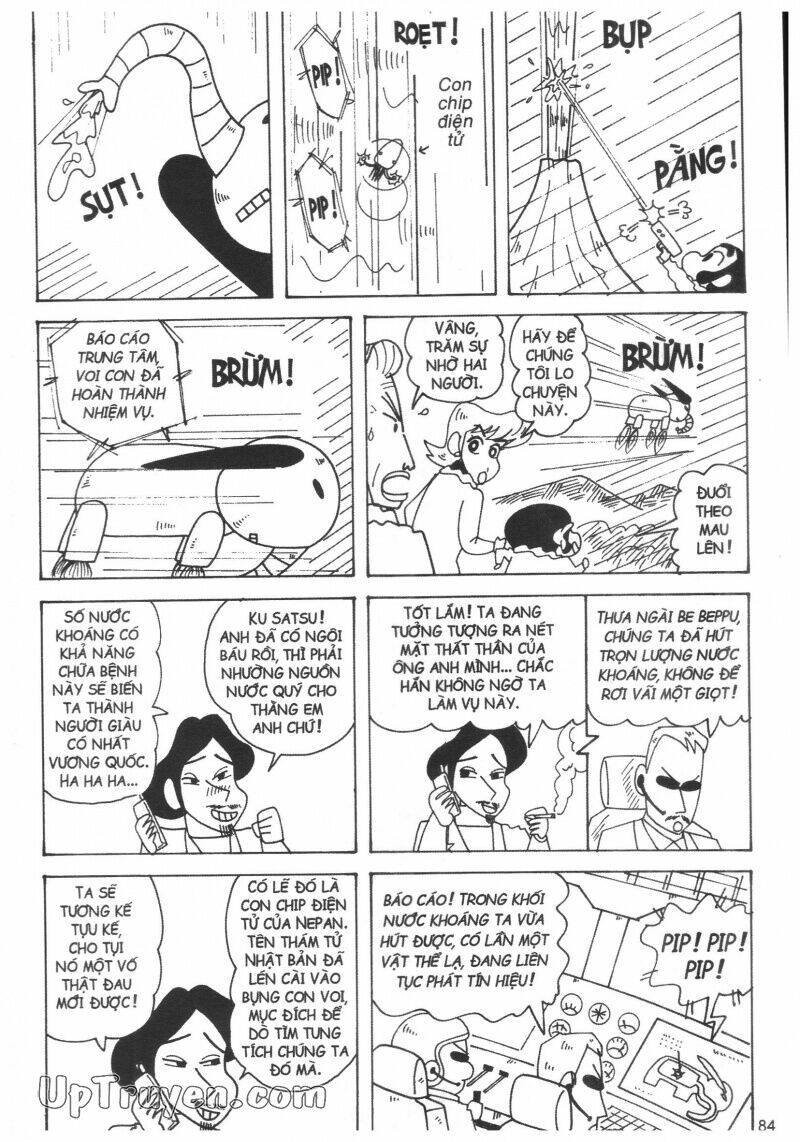 SỤT!
PIP!
PIP!
ROẸT!
Con
chip
điện
tử
BỤP
PẰNG!
BÁO CÁO
TRUNG TÂM,
VOI CON ĐÃ
HOÀN THÀNH
NHIỆM VỤ.
BRỪM!
VÂNG,
TRĂM SỰ
NHỜ HAI
NGƯỜI.
HÃY ĐỂ
CHÚNG
TÔI LO
CHUYỆN
NÀY.
BRỪM!
ĐUỔI
THEO
MAU
LÊN!
SỐ NƯỚC
KHOÁNG CÓ
KHẢ NĂNG
CHỮA BỆNH
NÀY SẼ BIẾN
TA THÀNH
NGƯỜI GIÀU
CÓ NHẤT
VƯƠNG QUỐC.
HA HA HA...
KU SATSU!
ANH ĐÃ CÓ NGÔI
BÁU RỒI, THÌ PHẢI
NHƯỜNG NGUỒN
NƯỚC QUÝ CHO
THẰNG EM
ANH CHỨ!
TỐT LẮM! TA ĐANG
TƯỞNG TƯỢNG RA NÉT
MẶT THẤT THẦN CỦA
ÔNG ANH MÌNH... CHẮC
HẲN KHÔNG NGỜ TA
LÀM VỤ NÀY.
THƯA NGÀI BE BEPPU,
CHÚNG TA ĐÃ HÚT
TRỌN LƯỢNG NƯỚC
KHOÁNG, KHÔNG ĐỂ
RƠI VÃI MỘT GIỌT!
TA SẼ
TƯƠNG KẾ
TỰU KẾ,
CHO TỤI
NÓ MỘT VỐ
THẬT ĐAU
MỚI ĐƯỢC!
CÓ LẼ ĐÓ LÀ
CON CHIP ĐIỆN
TỬ CỦA NEPAN.
TÊN THÁM TỬ
NHẬT BẢN ĐÃ
LÉN CÀI VÀO
BỤNG CON VOI,
MỤC ĐÍCH ĐỂ
DÒ TÌM TUNG
TÍCH CHÚNG TA
ĐÓ MÀ.
BÁO CÁO! TRONG KHỐI
NƯỚC KHOÁNG TA VỪA
HÚT ĐƯỢC, CÓ LẪN MỘT
VẬT THỂ LẠ, ĐANG LIÊN
TỤC PHÁT TÍN HIỆU!
PIP! PIP!
PIP!
UpTruyen.com
84